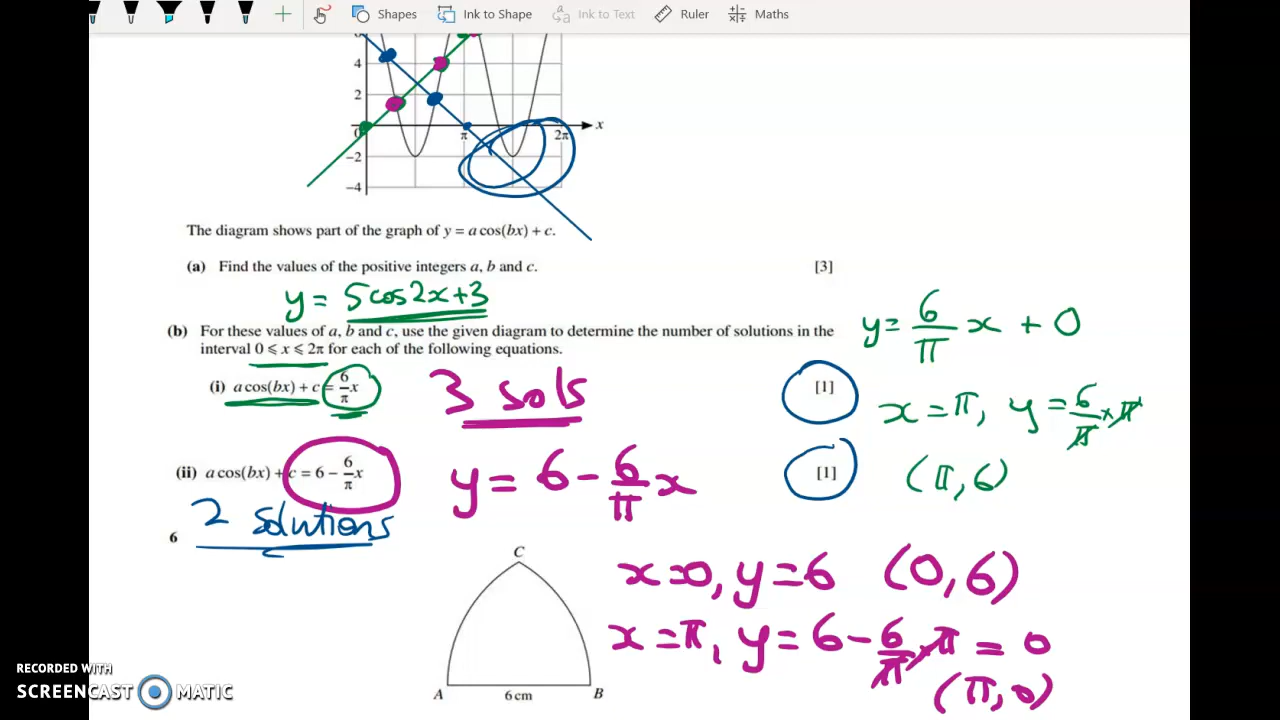 Shapes Ink to Shape Ink to Text Ruler Maths
6
4
2
0 π 2π x
−2
−4
The diagram shows part of the graph of y = a cos(bx) + c.
(a) Find the values of the positive integers a, b and c. [3]
y = 5cos2x+3
(b) For these values of a, b and c, use the given diagram to determine the number of solutions in the
interval 0 ⩽ x ⩽ 2π for each of the following equations.
y = 6/π x + 0
(i) a cos(bx) + c = 6/π x [1]
3 sols
x = π, y = 6/π × π
(π, 6)
(ii) a cos(bx) + c = 6 − 6/π x [1]
y = 6 − 6/π x
2 solutions
6
C
x=0, y=6 (0,6)
x=π, y=6−6/π × π = 0
(π, 0)
A 6 cm B
RECORDED WITH
SCREENCAST MATIC